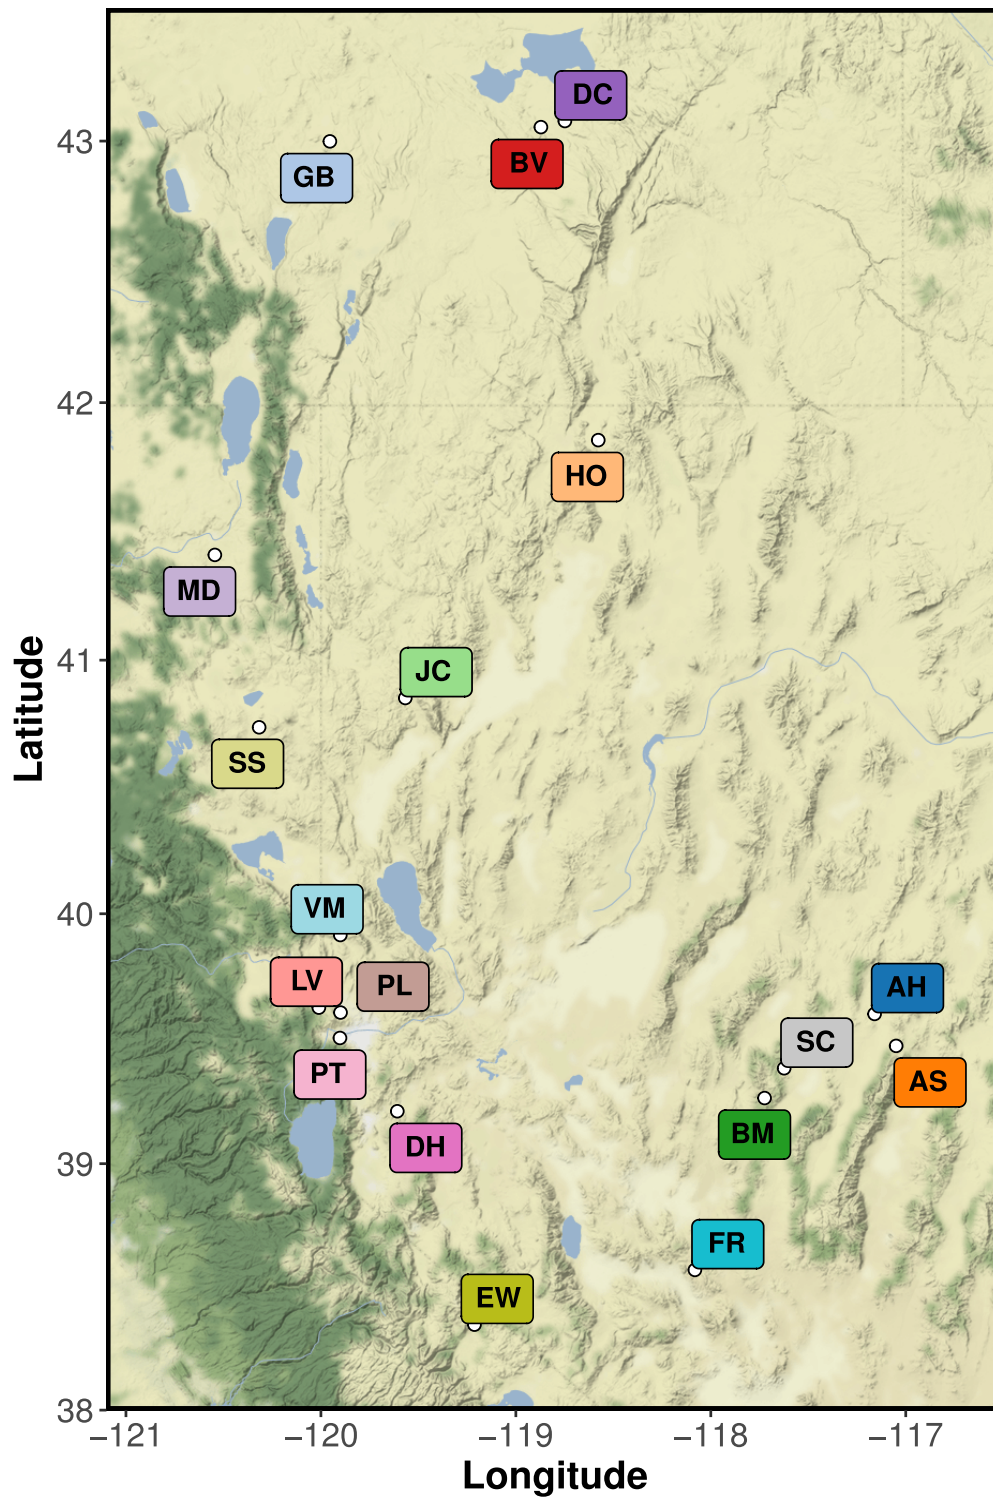 DC
43
BV
GB
42
HO
MD
41
JC
SS
Latitude
40
VM
LV
PL
AH
SC
PT
AS
BM
DH
39
FR
EW
38
−121
−120
−119
−118
−117
Longitude